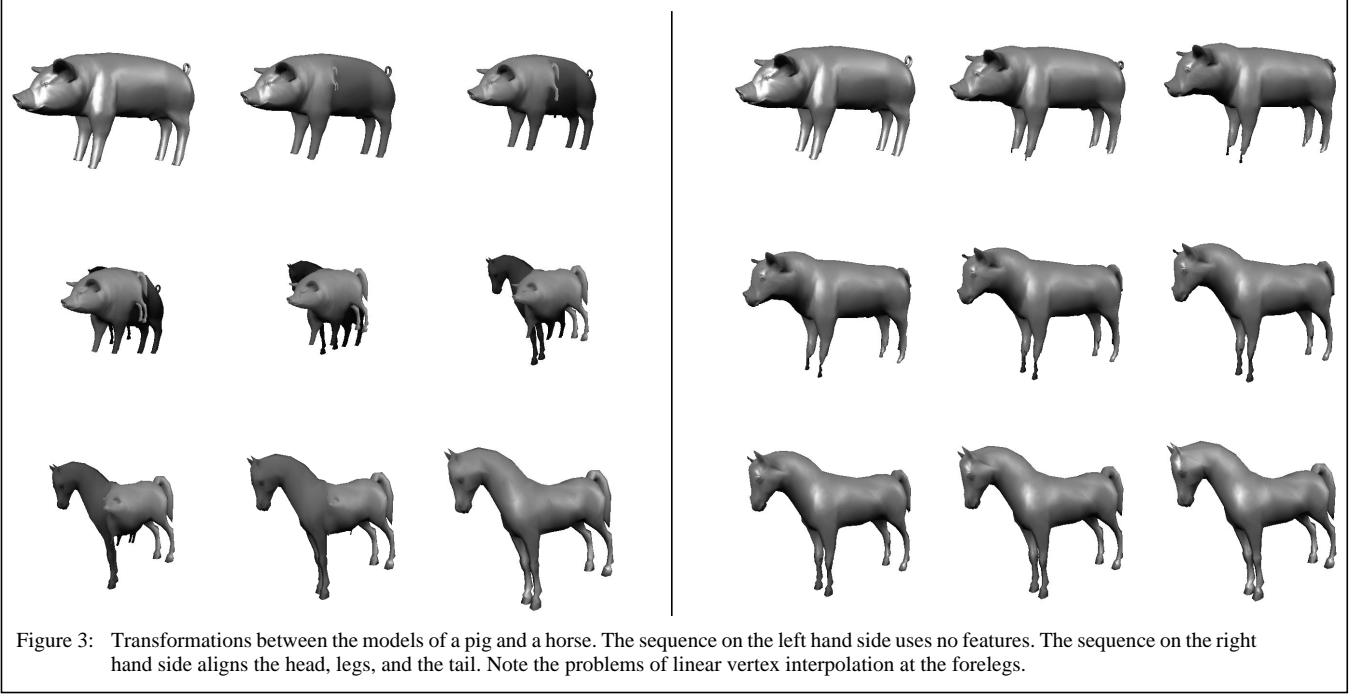 Figure 3: Transformations between the models of a pig and a horse. The sequence on the left hand side uses no features. The sequence on the right
hand side aligns the head, legs, and the tail. Note the problems of linear vertex interpolation at the forelegs.